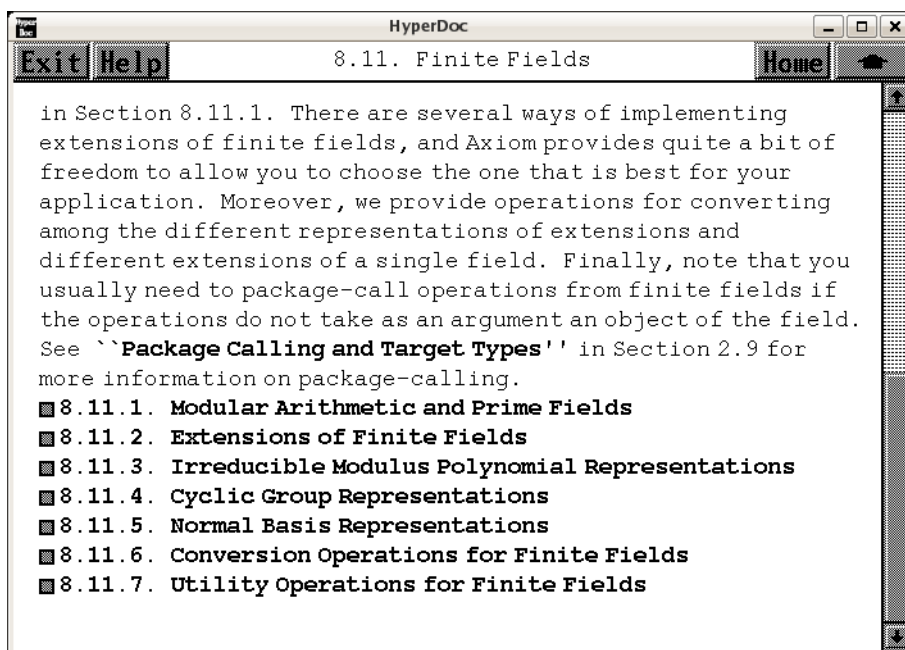 Hyper Doc
HyperDoc
Exit Help 8.11. Finite Fields Home
in Section 8.11.1. There are several ways of implementing
extensions of finite fields, and Axiom provides quite a bit of
freedom to allow you to choose the one that is best for your
application. Moreover, we provide operations for converting
among the different representations of extensions and
different extensions of a single field. Finally, note that you
usually need to package-call operations from finite fields if
the operations do not take as an argument an object of the field.
See ``Package Calling and Target Types'' in Section 2.9 for
more information on package-calling.
8.11.1. Modular Arithmetic and Prime Fields
8.11.2. Extensions of Finite Fields
8.11.3. Irreducible Modulus Polynomial Representations
8.11.4. Cyclic Group Representations
8.11.5. Normal Basis Representations
8.11.6. Conversion Operations for Finite Fields
8.11.7. Utility Operations for Finite Fields